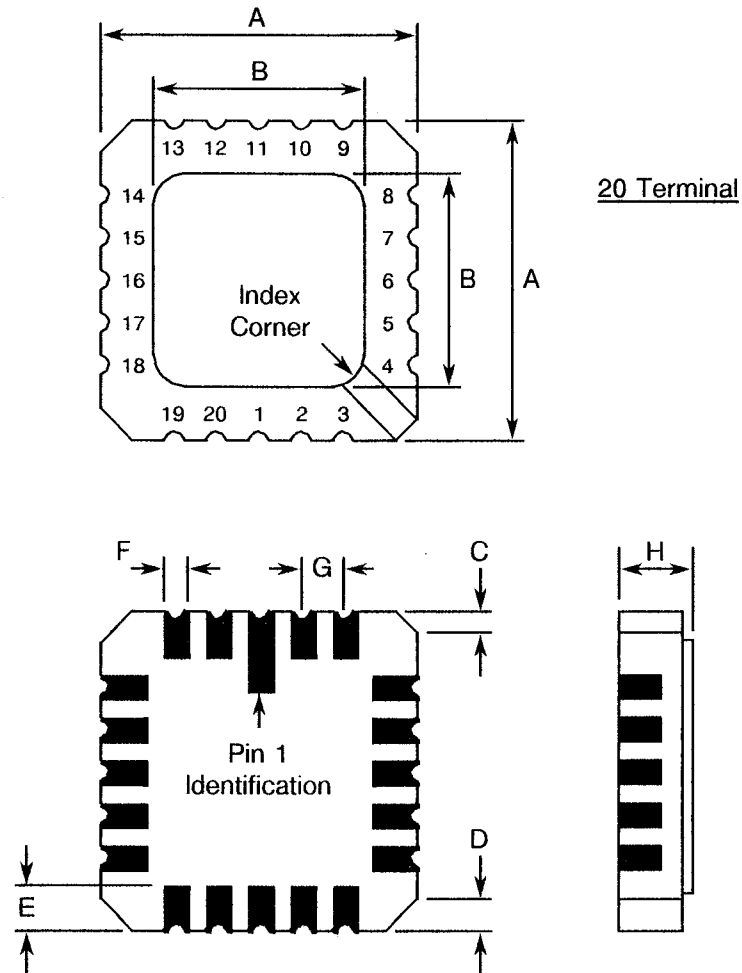 A
B
13 12 11 10 9
20 Terminal
14 8
15 7
16 6
17 5
18 4
B A
Index
Corner
19 20 1 2 3
F G C H
Pin 1
Identification
D
E